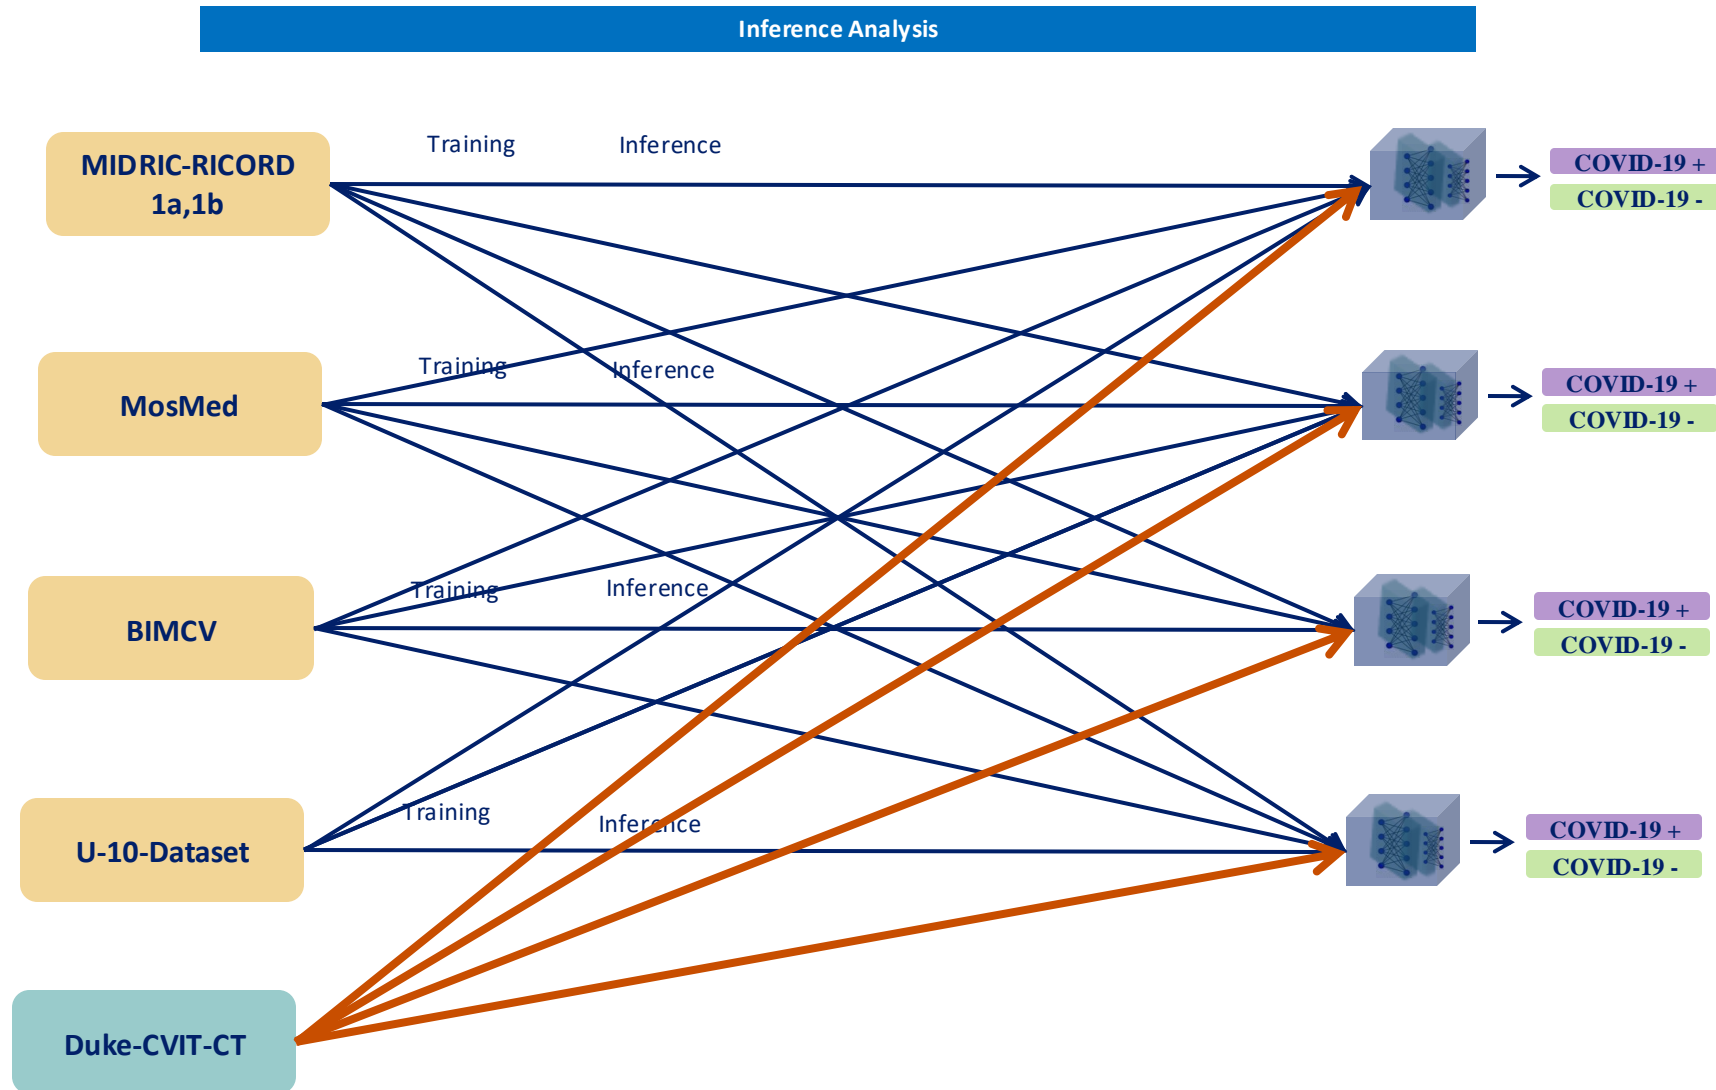 Inference Analysis
Training
Inference
MIDRIC-RICORD
1a,1b
COVID-19 +
COVID-19 -
Training
Inference
MosMed
COVID-19 +
COVID-19 -
Training
Inference
BIMCV
COVID-19 +
COVID-19 -
Training
Inference
U-10-Dataset
COVID-19 +
COVID-19 -
Duke-CVIT-CT